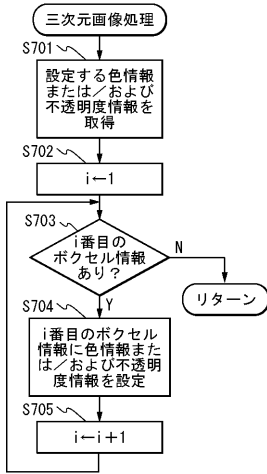 三次元画像処理
S701
設定する色情報
または／および
不透明度情報を
取得
S702
i←1
S703
i番目の
ボクセル情報
あり？
N
リターン
Y
S704
i番目のボクセル
情報に色情報また
は／および不透明
度情報を設定
S705
i←i＋1